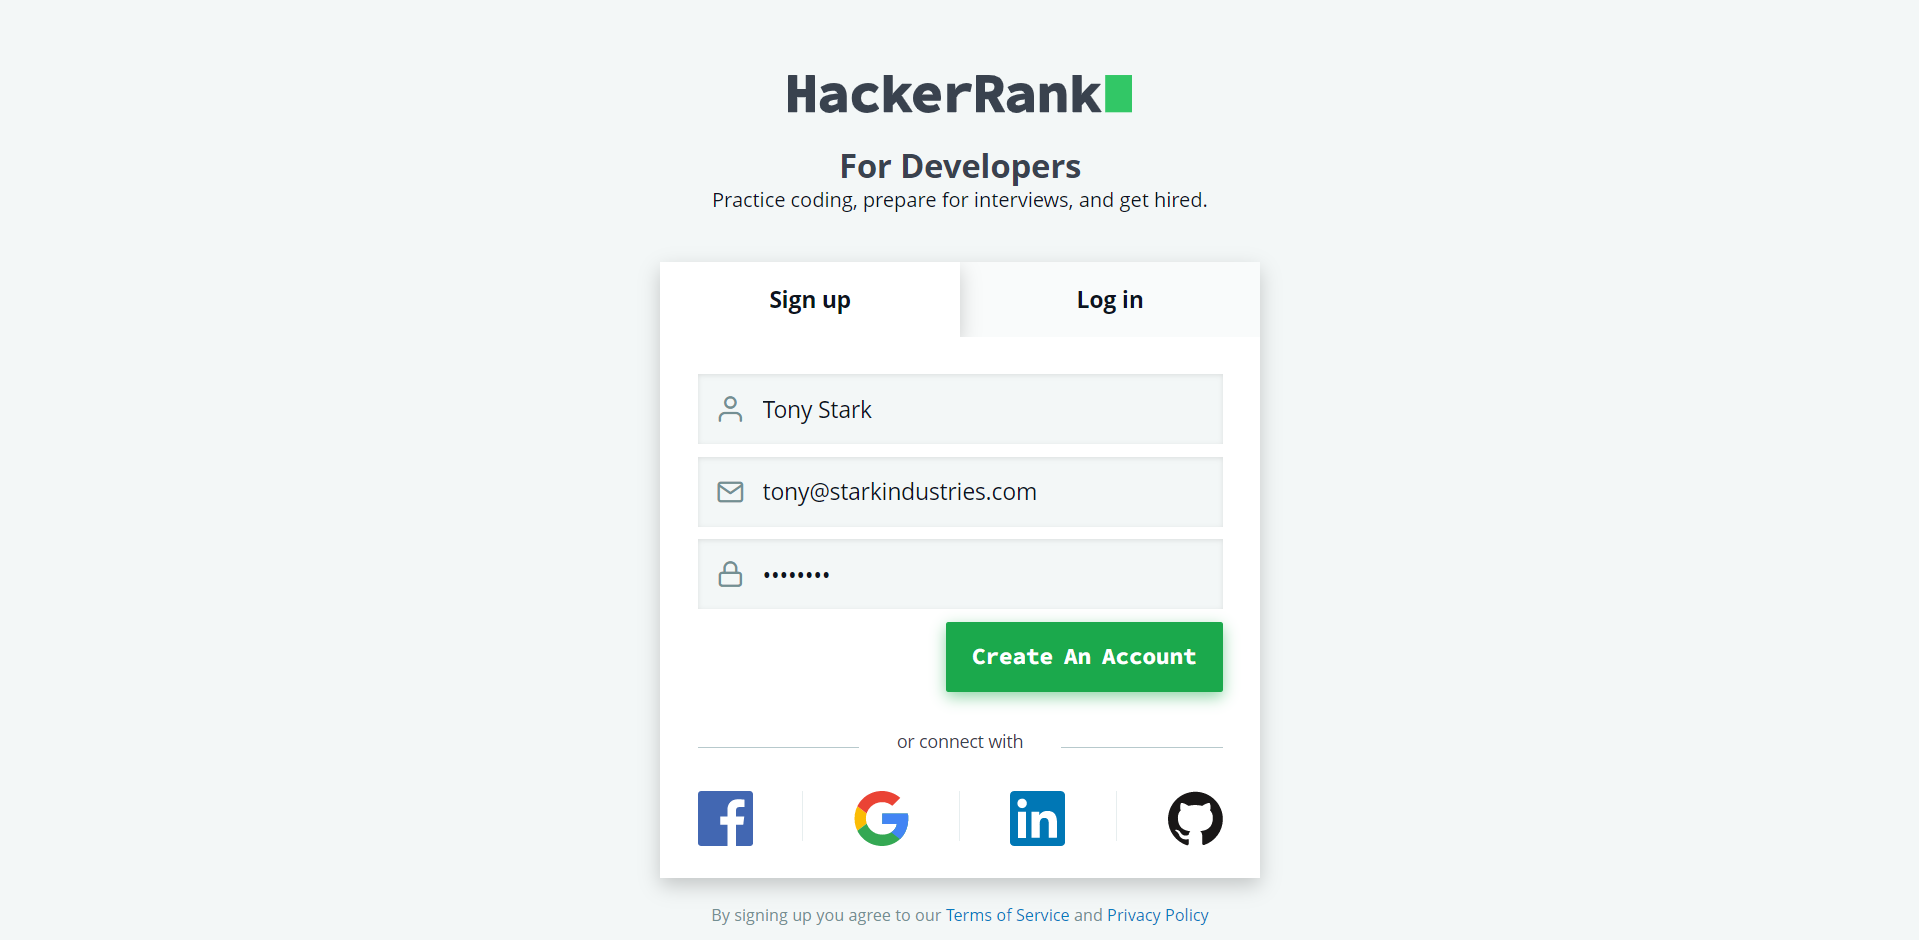 HackerRank
For Developers
Practice coding, prepare for interviews, and get hired.
Sign up
Log in
Tony Stark
tony@starkindustries.com
••••••••
Create An Account
or connect with
By signing up you agree to our Terms of Service and Privacy Policy